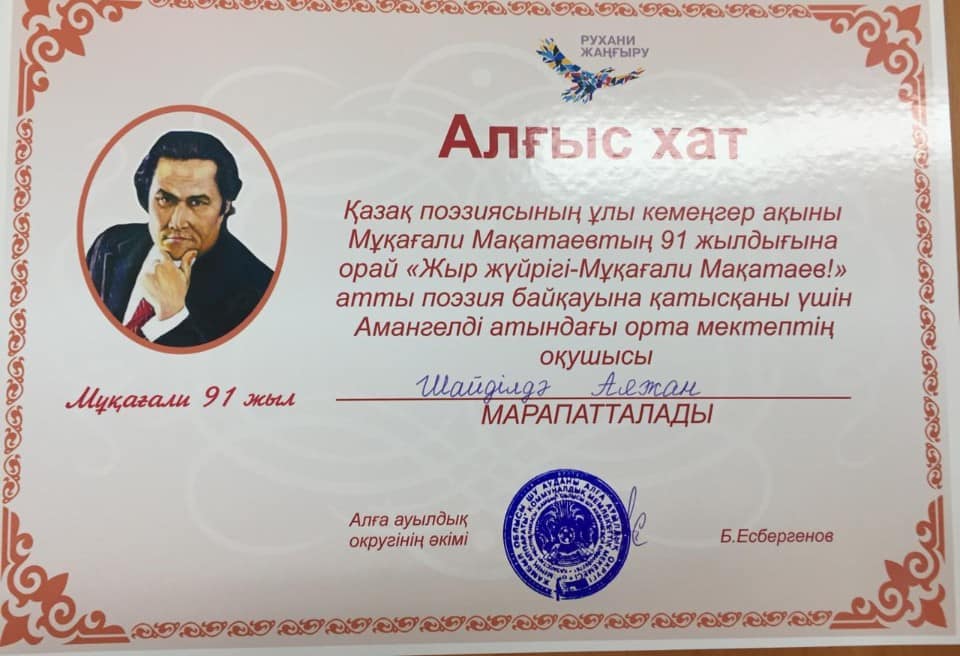 РУХАНИ
ЖАҢҒЫРУ
Алғыс хат
Қазақ поэзиясының ұлы кемеңгер ақыны
Мұқағали Мақатаевтың 91 жылдығына
орай «Жыр жүйрігі-Мұқағали Мақатаев!»
атты поэзия байқауына қатысқаны үшін
Амангелді атындағы орта мектептің
оқушысы
Шайділдә Аяжан
МАРАПАТТАЛАДЫ
Мұқағали 91 жыл
Алға ауылдық
округінің әкімі
Б.Есбергенов